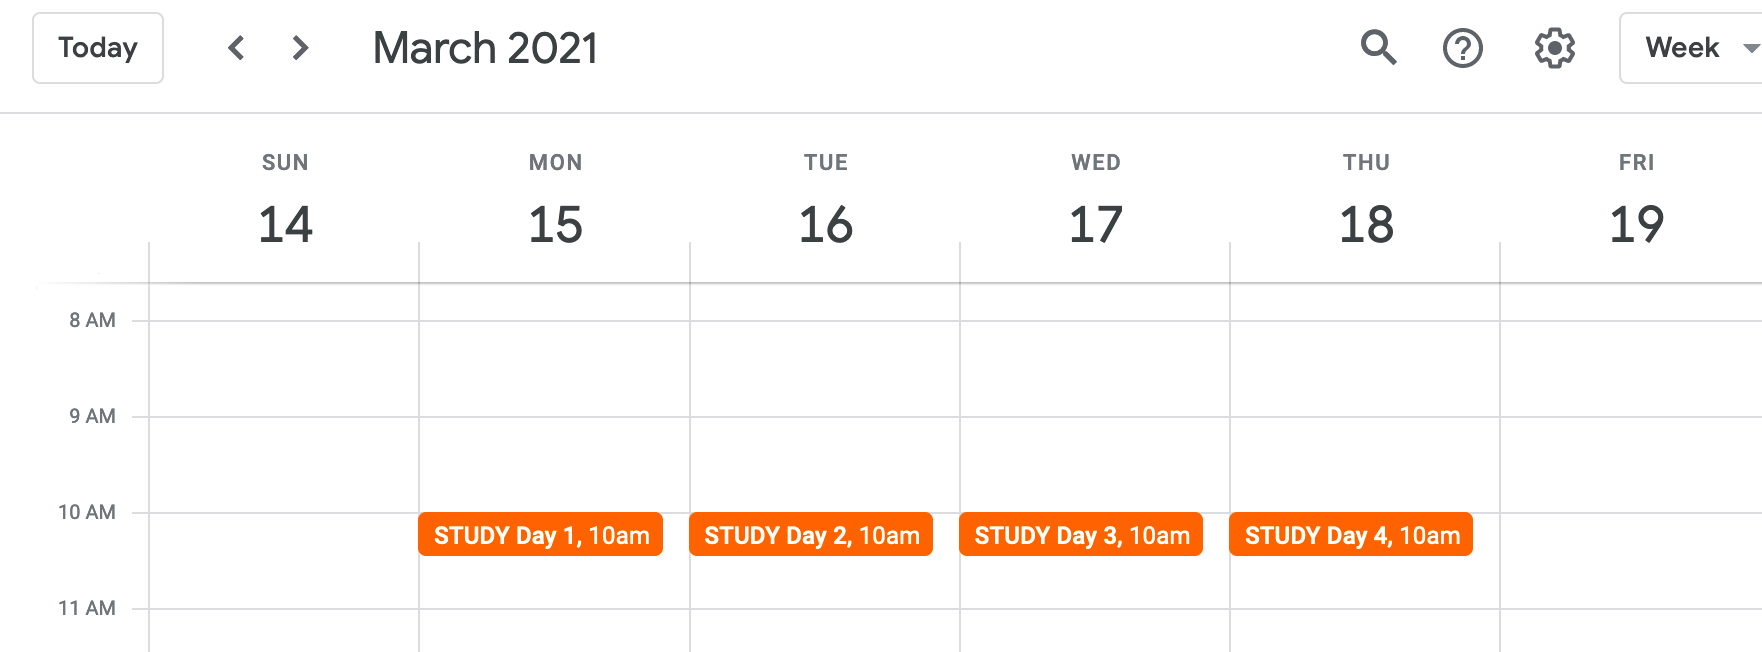 Today March 2021 Week
SUN MON TUE WED THU FRI
14 15 16 17 18 19
8 AM
9 AM
10 AM
STUDY Day 1, 10am STUDY Day 2, 10am STUDY Day 3, 10am STUDY Day 4, 10am
11 AM